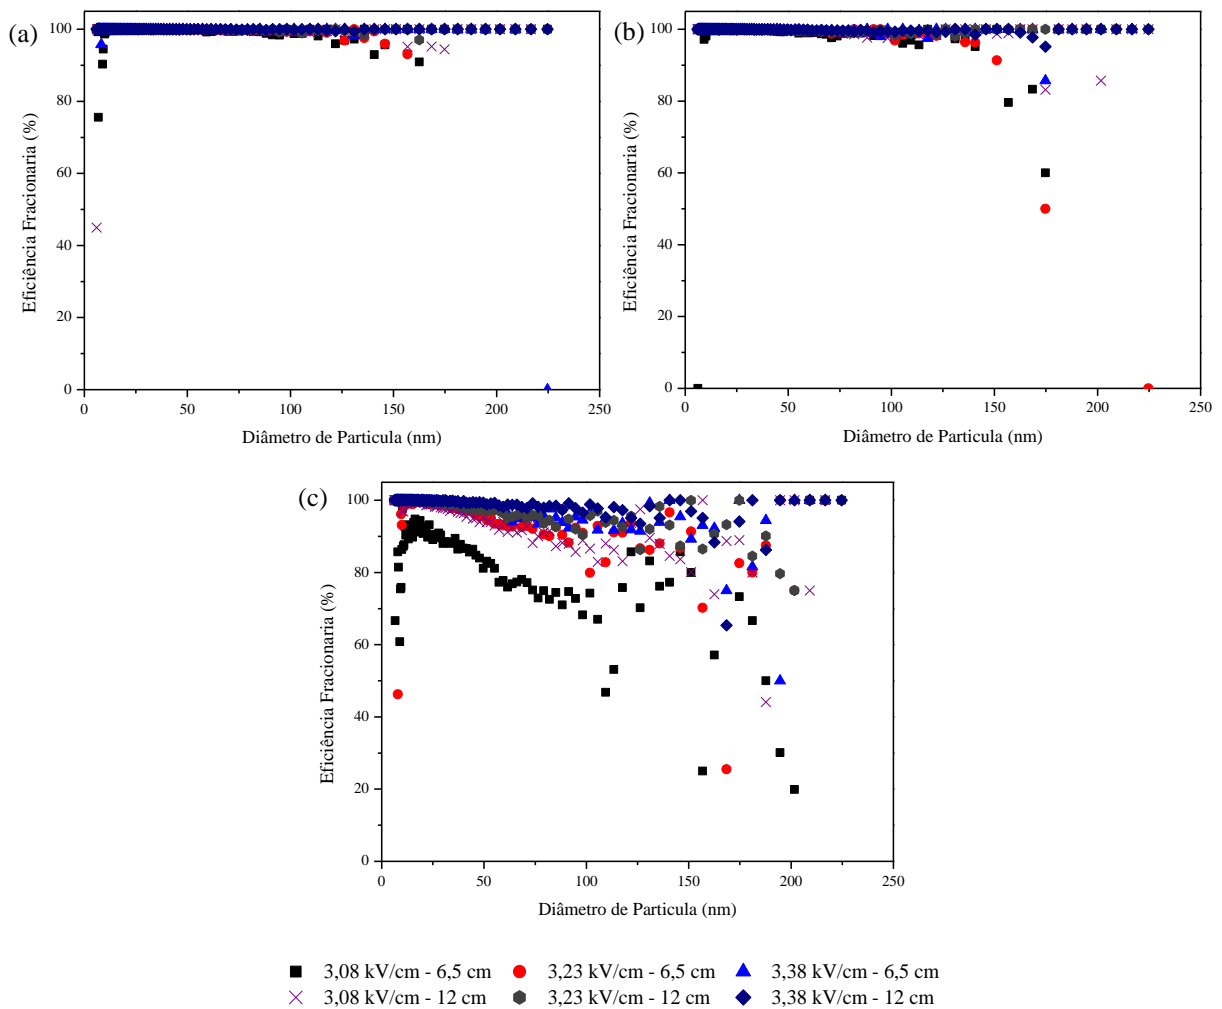 (a)
100
80
60
40
20
0
Eficiência Fracionaria (%)
0 50 100 150 200 250
Diâmetro de Particula (nm)
(b)
100
80
60
40
20
0
Eficiência Fracionaria (%)
0 50 100 150 200 250
Diâmetro de Particula (nm)
(c)
100
80
60
40
20
0
Eficiência Fracionaria (%)
0 50 100 150 200 250
Diâmetro de Particula (nm)
3,08 kV/cm - 6,5 cm 3,23 kV/cm - 6,5 cm 3,38 kV/cm - 6,5 cm
3,08 kV/cm - 12 cm 3,23 kV/cm - 12 cm 3,38 kV/cm - 12 cm